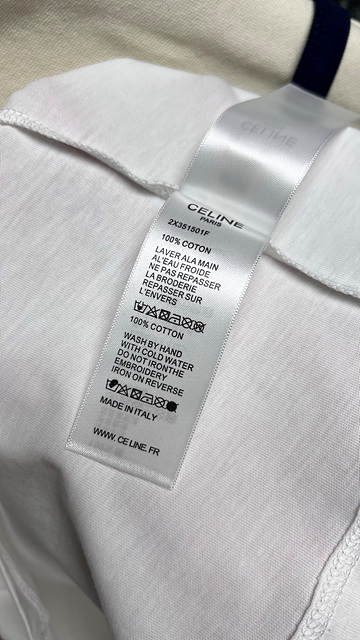 CELINE
CELINE
PARIS
2X351501F
100% COTON
LAVER ALA MAIN
AL'EAU FROIDE
NE PAS REPASSER
LA BRODERIE
REPASSER SUR
L'ENVERS
100% COTTON
WASH BY HAND
WITH COLD WATER
DO NOT IRONTHE
EMBROIDERY
IRON ON REVERSE
MADE IN ITALY
WWW.CELINE.FR